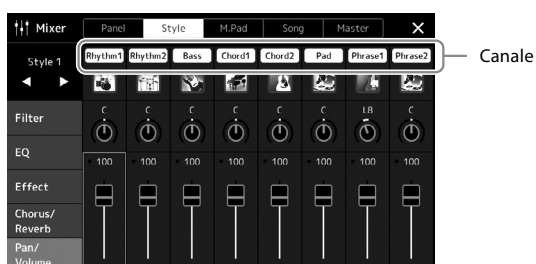 Mixer Panel Style M.Pad Song Master
Style 1 Rhythm1 Rhythm2 Bass Chord1 Chord2 Pad Phrase1 Phrase2 Canale
Filter C C C C C C L8 C
EQ 100 100 100 100 100 100 100 100
Effect
Chorus/
Reverb
Pan/
Volume